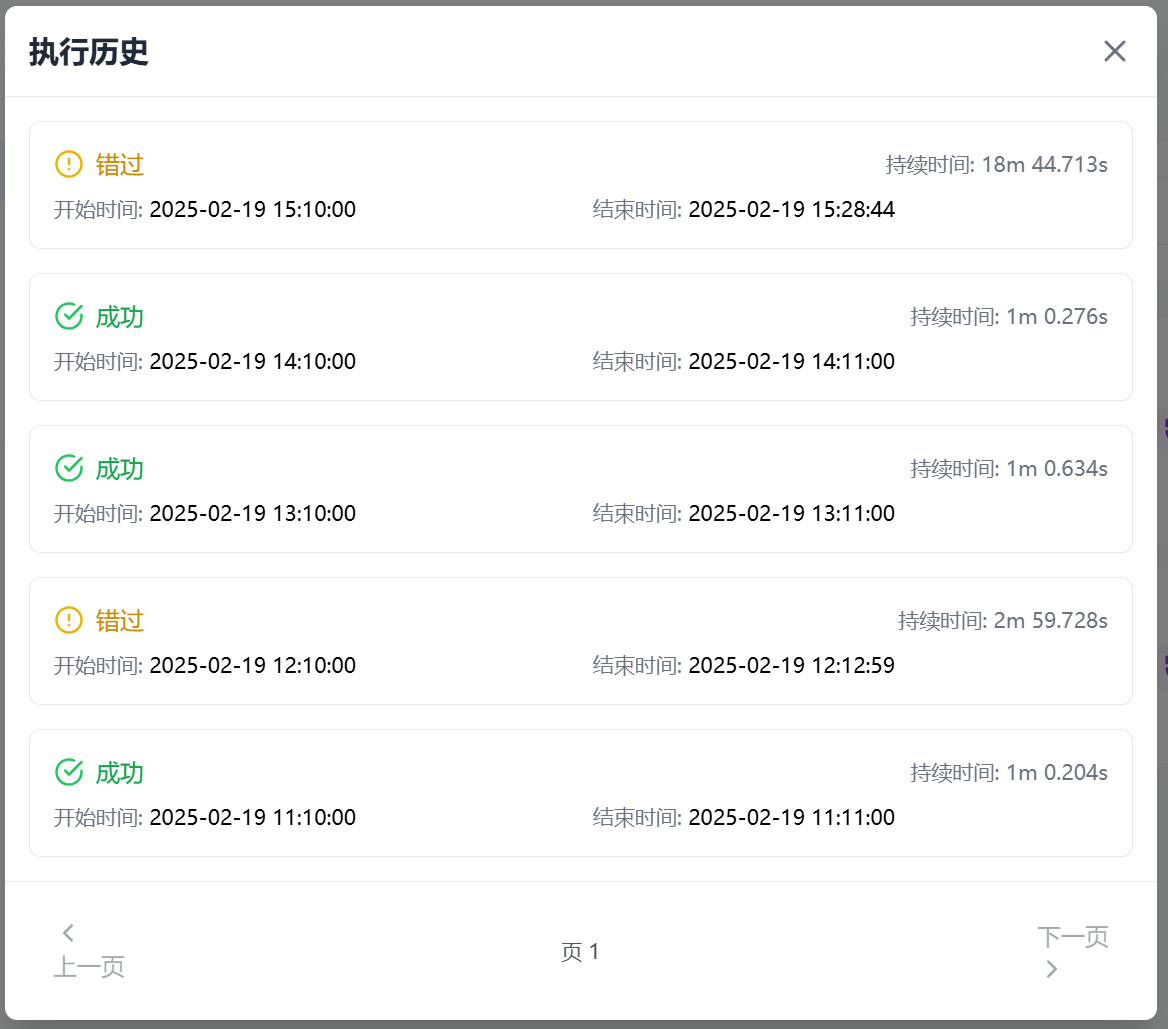 执行历史
错过
持续时间: 18m 44.713s
开始时间: 2025-02-19 15:10:00
结束时间: 2025-02-19 15:28:44
成功
持续时间: 1m 0.276s
开始时间: 2025-02-19 14:10:00
结束时间: 2025-02-19 14:11:00
成功
持续时间: 1m 0.634s
开始时间: 2025-02-19 13:10:00
结束时间: 2025-02-19 13:11:00
错过
持续时间: 2m 59.728s
开始时间: 2025-02-19 12:10:00
结束时间: 2025-02-19 12:12:59
成功
持续时间: 1m 0.204s
开始时间: 2025-02-19 11:10:00
结束时间: 2025-02-19 11:11:00
上一页
页 1
下一页